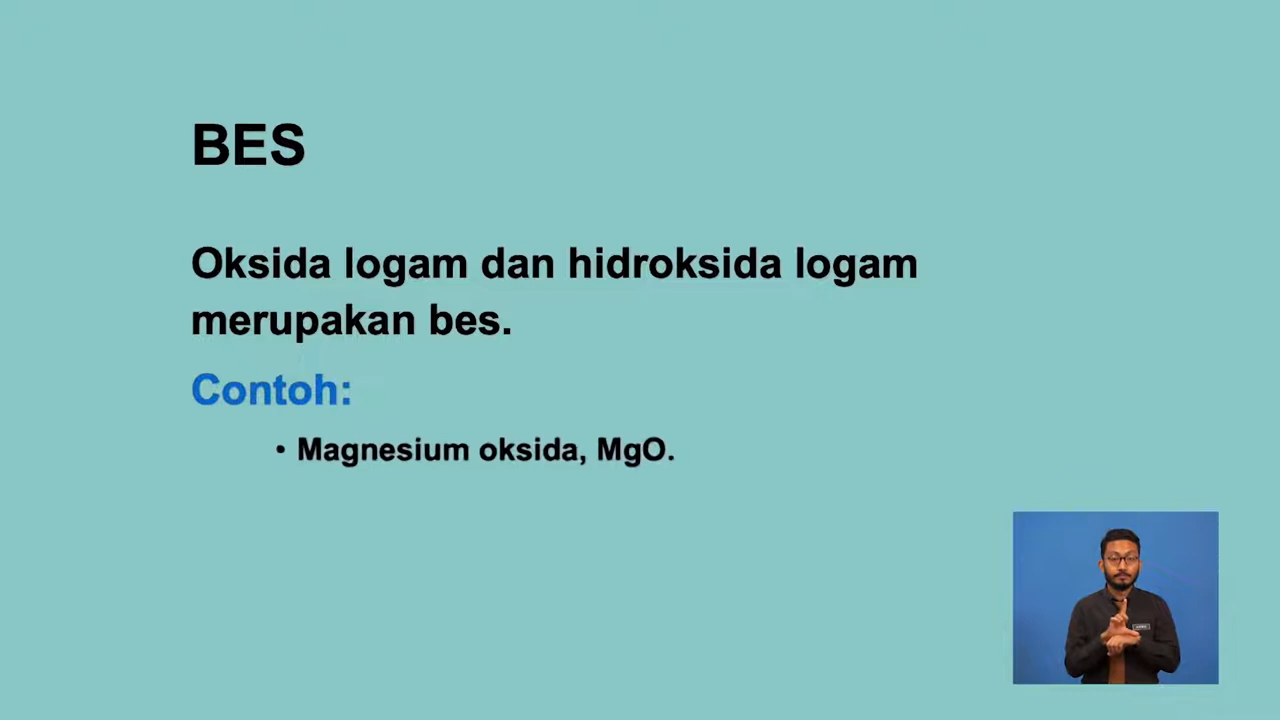 BES
Oksida logam dan hidroksida logam
merupakan bes.
Contoh:
• Magnesium oksida, MgO.